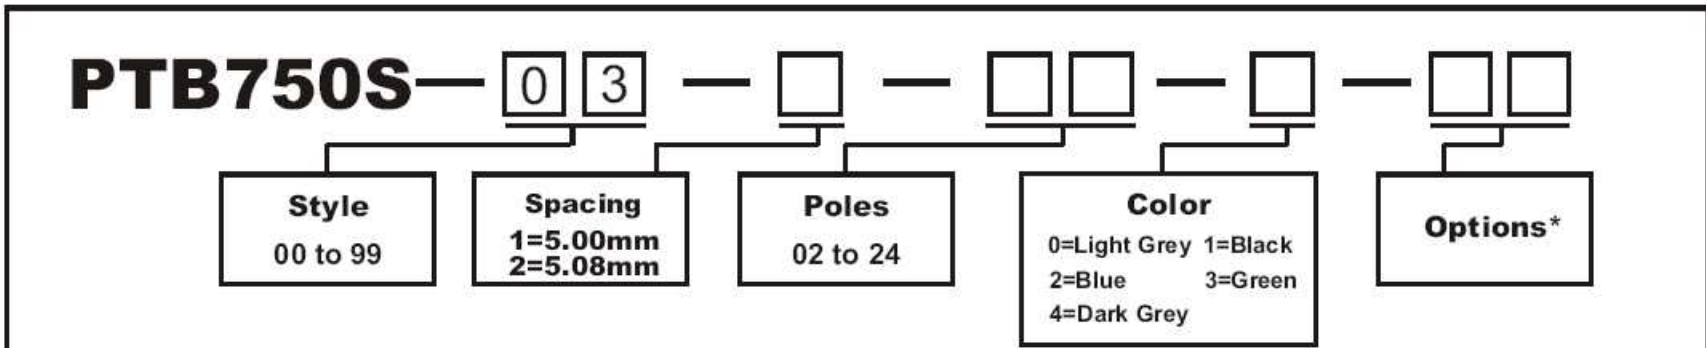 PTB750S—03 — □ — □□ — □ — □□
Style
00 to 99
Spacing
1=5.00mm
2=5.08mm
Poles
02 to 24
Color
0=Light Grey 1=Black
2=Blue 3=Green
4=Dark Grey
Options*